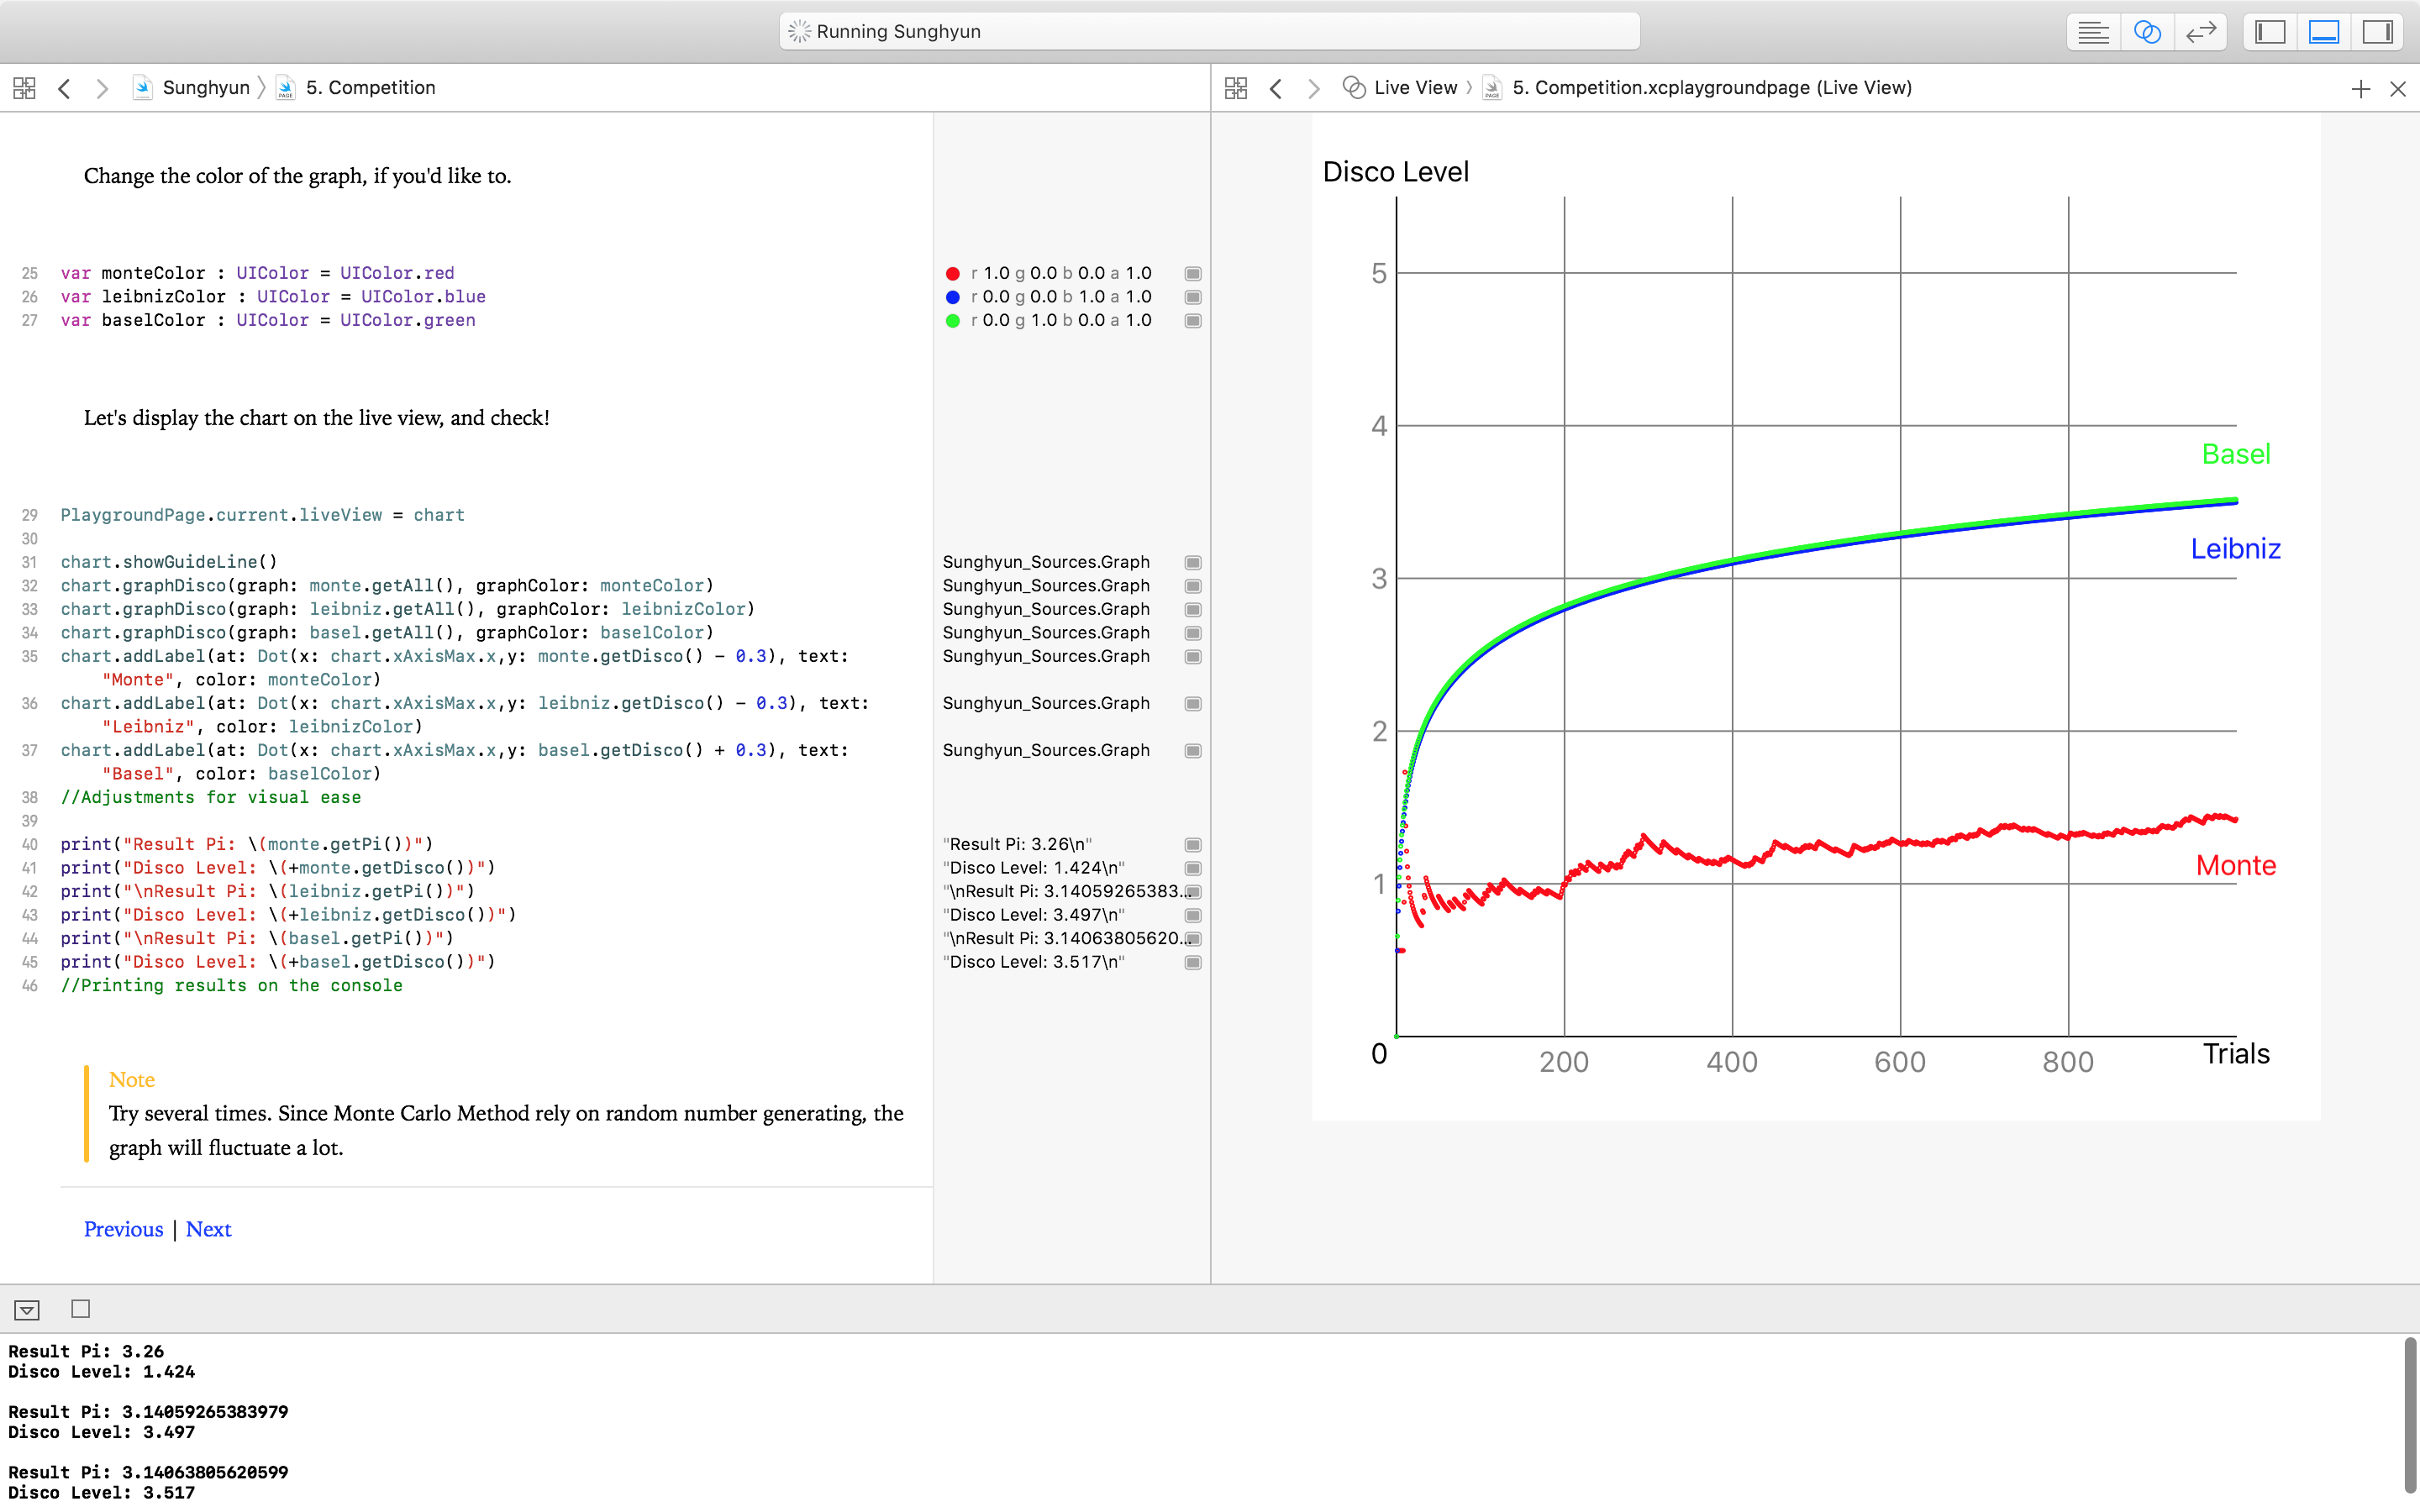 Running Sunghyun
Sunghyun
5. Competition
Live View
5. Competition.xcplaygroundpage (Live View)
Change the color of the graph, if you'd like to.
25 var monteColor : UIColor = UIColor.red
r 1.0 g 0.0 b 0.0 a 1.0
26 var leibnizColor : UIColor = UIColor.blue
r 0.0 g 0.0 b 1.0 a 1.0
27 var baselColor : UIColor = UIColor.green
r 0.0 g 1.0 b 0.0 a 1.0
Let's display the chart on the live view, and check!
29 PlaygroundPage.current.liveView = chart
30
31 chart.showGuideLine()
Sunghyun_Sources.Graph
32 chart.graphDisco(graph: monte.getAll(), graphColor: monteColor)
Sunghyun_Sources.Graph
33 chart.graphDisco(graph: leibniz.getAll(), graphColor: leibnizColor)
Sunghyun_Sources.Graph
34 chart.graphDisco(graph: basel.getAll(), graphColor: baselColor)
Sunghyun_Sources.Graph
35 chart.addLabel(at: Dot(x: chart.xAxisMax.x,y: monte.getDisco() - 0.3), text:
"Monte", color: monteColor)
Sunghyun_Sources.Graph
36 chart.addLabel(at: Dot(x: chart.xAxisMax.x,y: leibniz.getDisco() - 0.3), text:
"Leibniz", color: leibnizColor)
Sunghyun_Sources.Graph
37 chart.addLabel(at: Dot(x: chart.xAxisMax.x,y: basel.getDisco() + 0.3), text:
"Basel", color: baselColor)
Sunghyun_Sources.Graph
38 //Adjustments for visual ease
39
40 print("Result Pi: \(monte.getPi())")
"Result Pi: 3.26\n"
41 print("Disco Level: \(+monte.getDisco())")
"Disco Level: 1.424\n"
42 print("\nResult Pi: \(leibniz.getPi())")
"\nResult Pi: 3.14059265383...
43 print("Disco Level: \(+leibniz.getDisco())")
"Disco Level: 3.497\n"
44 print("\nResult Pi: \(basel.getPi())")
"\nResult Pi: 3.14063805620...
45 print("Disco Level: \(+basel.getDisco())")
"Disco Level: 3.517\n"
46 //Printing results on the console
Note
Try several times. Since Monte Carlo Method rely on random number generating, the
graph will fluctuate a lot.
Previous | Next
Disco Level
5
4
Basel
Leibniz
3
2
Monte
1
0
200
400
600
800
Trials
Result Pi: 3.26
Disco Level: 1.424
Result Pi: 3.14059265383979
Disco Level: 3.497
Result Pi: 3.14063805620599
Disco Level: 3.517